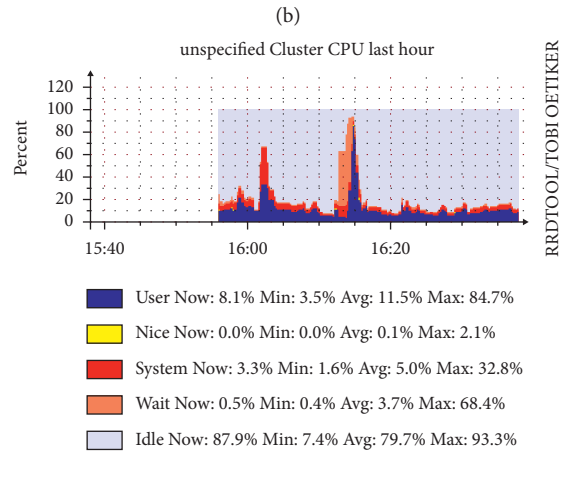 (b)
unspecified Cluster CPU last hour
RRDTOOL/TOBI OETIKER
Percent
120
100
80
60
40
20
0
15:40 16:00 16:20
User Now: 8.1% Min: 3.5% Avg: 11.5% Max: 84.7%
Nice Now: 0.0% Min: 0.0% Avg: 0.1% Max: 2.1%
System Now: 3.3% Min: 1.6% Avg: 5.0% Max: 32.8%
Wait Now: 0.5% Min: 0.4% Avg: 3.7% Max: 68.4%
Idle Now: 87.9% Min: 7.4% Avg: 79.7% Max: 93.3%